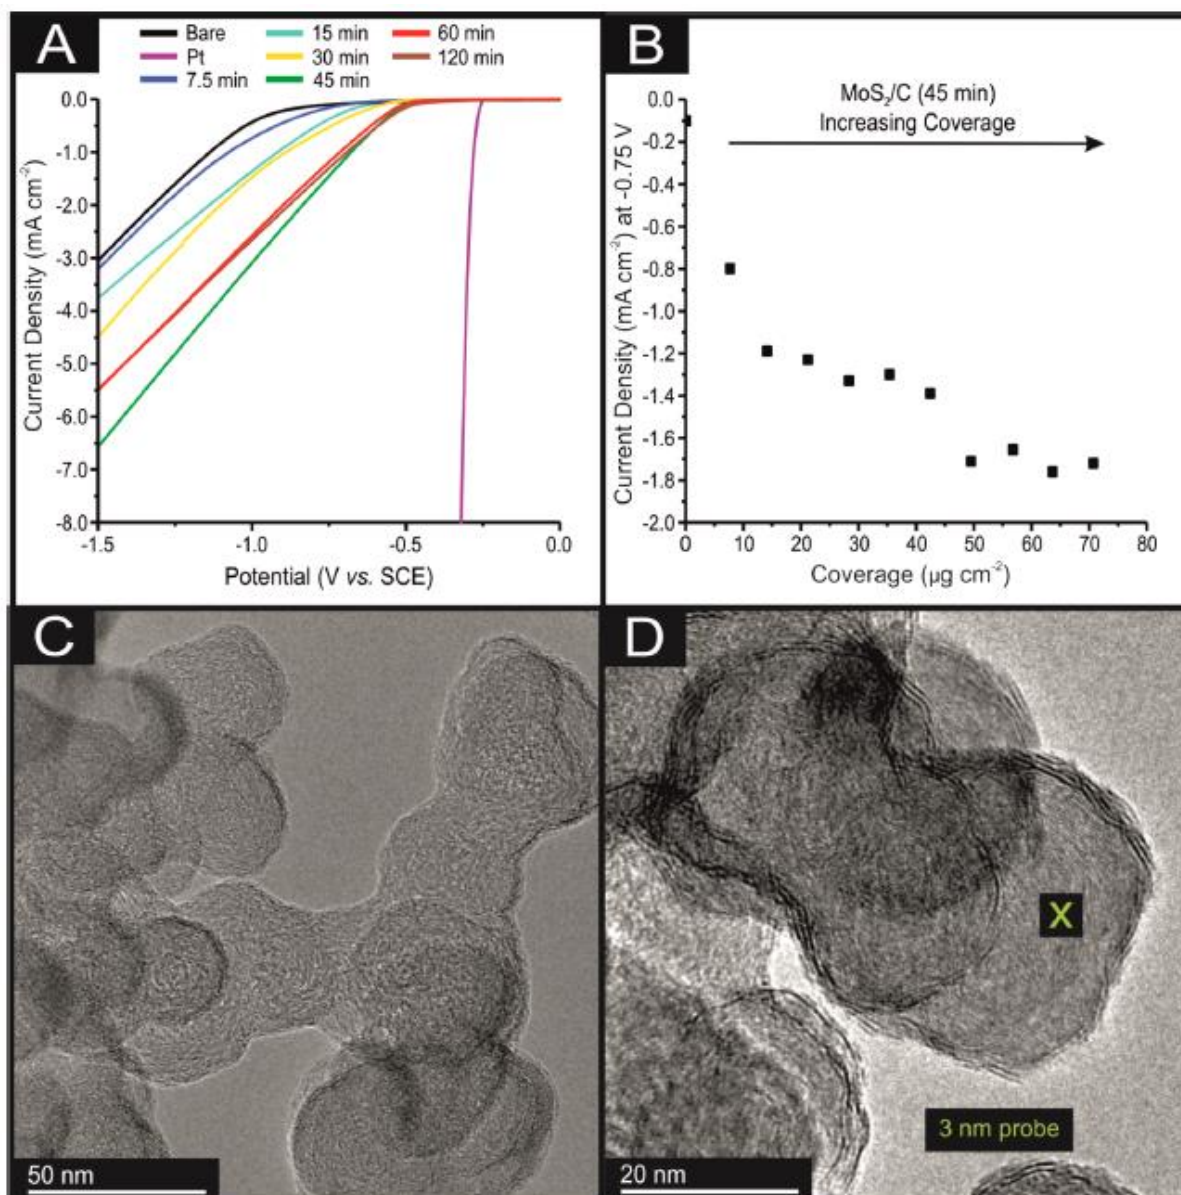 A
Bare
15 min
60 min
Pt
30 min
120 min
7.5 min
45 min
0.0
-1.0
-2.0
-3.0
-4.0
-5.0
-6.0
-7.0
-8.0
Current Density (mA cm⁻²)
-1.5
-1.0
-0.5
0.0
Potential (V vs. SCE)
B
MoS₂/C (45 min)
Increasing Coverage
0.0
-0.2
-0.4
-0.6
-0.8
-1.0
-1.2
-1.4
-1.6
-1.8
-2.0
Current Density (mA cm⁻²) at -0.75 V
0
10
20
30
40
50
60
70
80
Coverage (µg cm⁻²)
C
50 nm
D
X
3 nm probe
20 nm